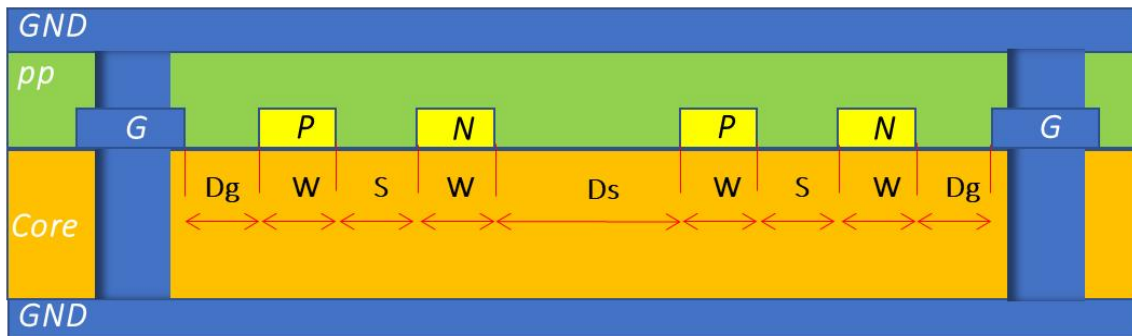 GND
pp
G P N P N G
Dg W S W Ds W S W Dg
Core
GND